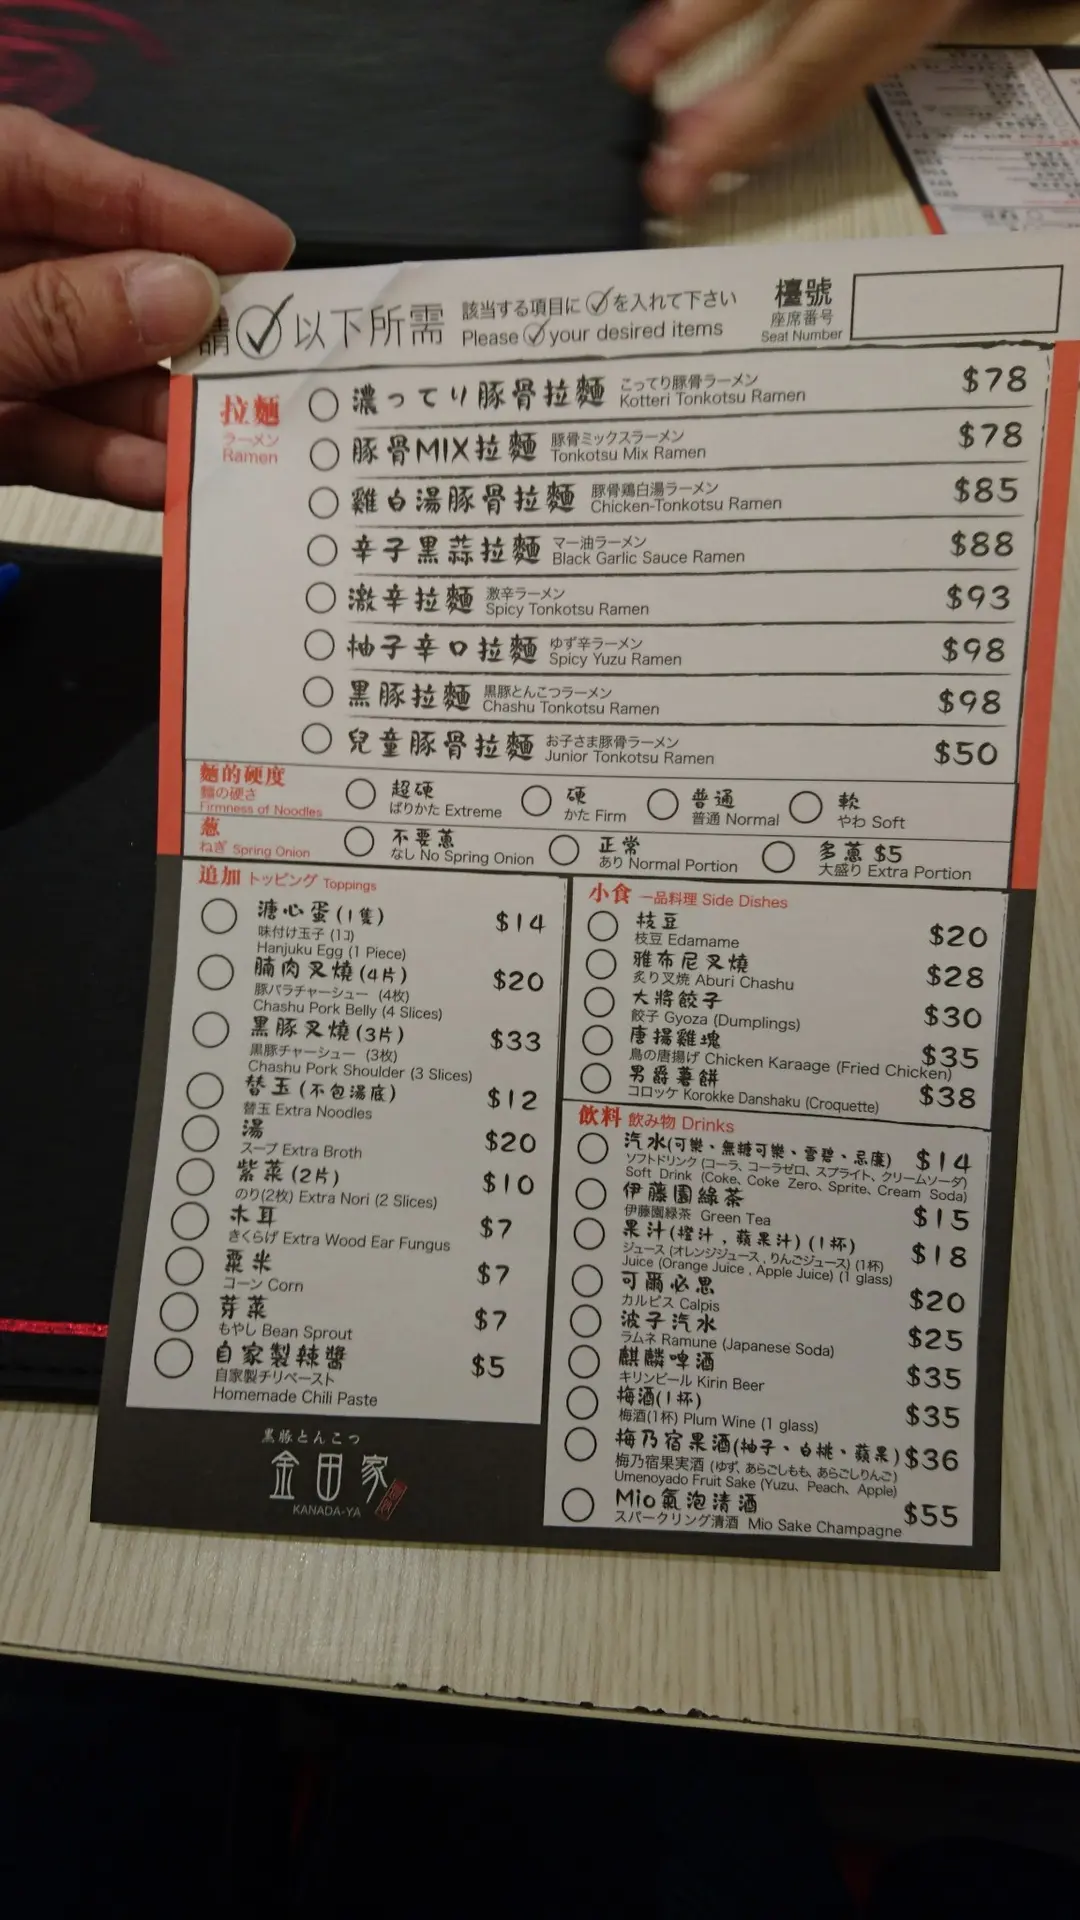 請 以下所需
該当する項目に を入れて下さい
Please your desired items
檯號
座席番号
Seat Number
拉麵
ラーメン
Ramen
濃ってり豚骨拉麵 こってり豚骨ラーメン Kotteri Tonkotsu Ramen $78
豚骨MIX拉麵 豚骨ミックスラーメン Tonkotsu Mix Ramen $78
雞白湯豚骨拉麵 豚骨鶏白湯ラーメン Chicken-Tonkotsu Ramen $85
辛子黑蒜拉麵 マー油ラーメン Black Garlic Sauce Ramen $88
激辛拉麵 激辛ラーメン Spicy Tonkotsu Ramen $93
柚子辛口拉麵 ゆず辛ラーメン Spicy Yuzu Ramen $98
黑豚拉麵 黒豚とんこつラーメン Chashu Tonkotsu Ramen $98
兒童豚骨拉麵 お子さま豚骨ラーメン Junior Tonkotsu Ramen $50
麵的硬度
麺の硬さ
Firmness of Noodles
超硬 ばりかた Extreme
硬 かた Firm
普通 普通 Normal
軟 やわ Soft
葱
ねぎ Spring Onion
不要蔥 なし No Spring Onion
正常 あり Normal Portion
多蔥 $5 大盛り Extra Portion
追加 トッピング Toppings
溏心蛋(1隻) $14
味付け玉子 (1コ)
Hanjuku Egg (1 Piece)
腩肉叉燒(4片) $20
豚バラチャーシュー (4枚)
Chashu Pork Belly (4 Slices)
黑豚叉燒(3片) $33
黒豚チャーシュー (3枚)
Chashu Pork Shoulder (3 Slices)
替玉(不包湯底) $12
替玉 Extra Noodles
湯 $20
スープ Extra Broth
紫菜(2片) $10
のり(2枚) Extra Nori (2 Slices)
木耳 $7
きくらげ Extra Wood Ear Fungus
粟米 $7
コーン Corn
芽菜 $7
もやし Bean Sprout
自家製辣醬 $5
自家製チリペースト
Homemade Chili Paste
黒豚とんこつ
金田家
KANADA-YA
小食 一品料理 Side Dishes
枝豆 $20
枝豆 Edamame
雅布尼叉燒 $28
炙り叉焼 Aburi Chashu
大將餃子 $30
餃子 Gyoza (Dumplings)
唐揚雞塊 $35
鳥の唐揚げ Chicken Karaage (Fried Chicken)
男爵薯餅 $38
コロッケ Korokke Danshaku (Croquette)
飲料 飲み物 Drinks
汽水(可樂、無糖可樂、雪碧、忌廉) $14
ソフトドリンク (コーラ、コーラゼロ、スプライト、クリームソーダ)
Soft Drink (Coke、Coke Zero、Sprite、Cream Soda)
伊藤園綠茶 $15
伊藤園緑茶 Green Tea
果汁(橙汁，蘋果汁)(1杯) $18
ジュース (オレンジジュース , りんごジュース) (1杯)
Juice (Orange Juice , Apple Juice) (1 glass)
可爾必思 $20
カルピス Calpis
波子汽水 $25
ラムネ Ramune (Japanese Soda)
麒麟啤酒 $35
キリンビール Kirin Beer
梅酒(1杯) $35
梅酒(1杯) Plum Wine (1 glass)
梅乃宿果酒(柚子、白桃、蘋果) $36
梅乃宿果実酒 (ゆず、あらごしもも、あらごしりんご)
Umenoyado Fruit Sake (Yuzu、Peach、Apple)
Mio氣泡清酒 $55
スパークリング清酒 Mio Sake Champagne